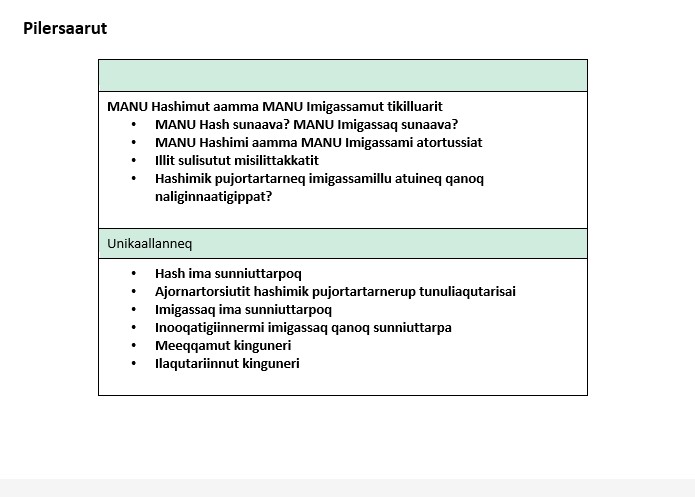 Pilersaarut
MANU Hashimut aamma MANU Imigassamut tikilluarit
• MANU Hash sunaava? MANU Imigassaq sunaava?
• MANU Hashimi aamma MANU Imigassami atortussiat
• Illit sulisutut misilittakkatit
• Hashimik pujortartarneq imigassamillu atuineq qanoq
naliginnaatigippat?
Unikaallanneq
• Hash ima sunniuttarpoq
• Ajornartorsiutit hashimik pujortartarnerup tunuliaqutarisai
• Imigassaq ima sunniuttarpoq
• Inooqatigiinnermi imigassaq qanoq sunniuttarpa
• Meeqqamut kinguneri
• Ilaqutariinnut kinguneri